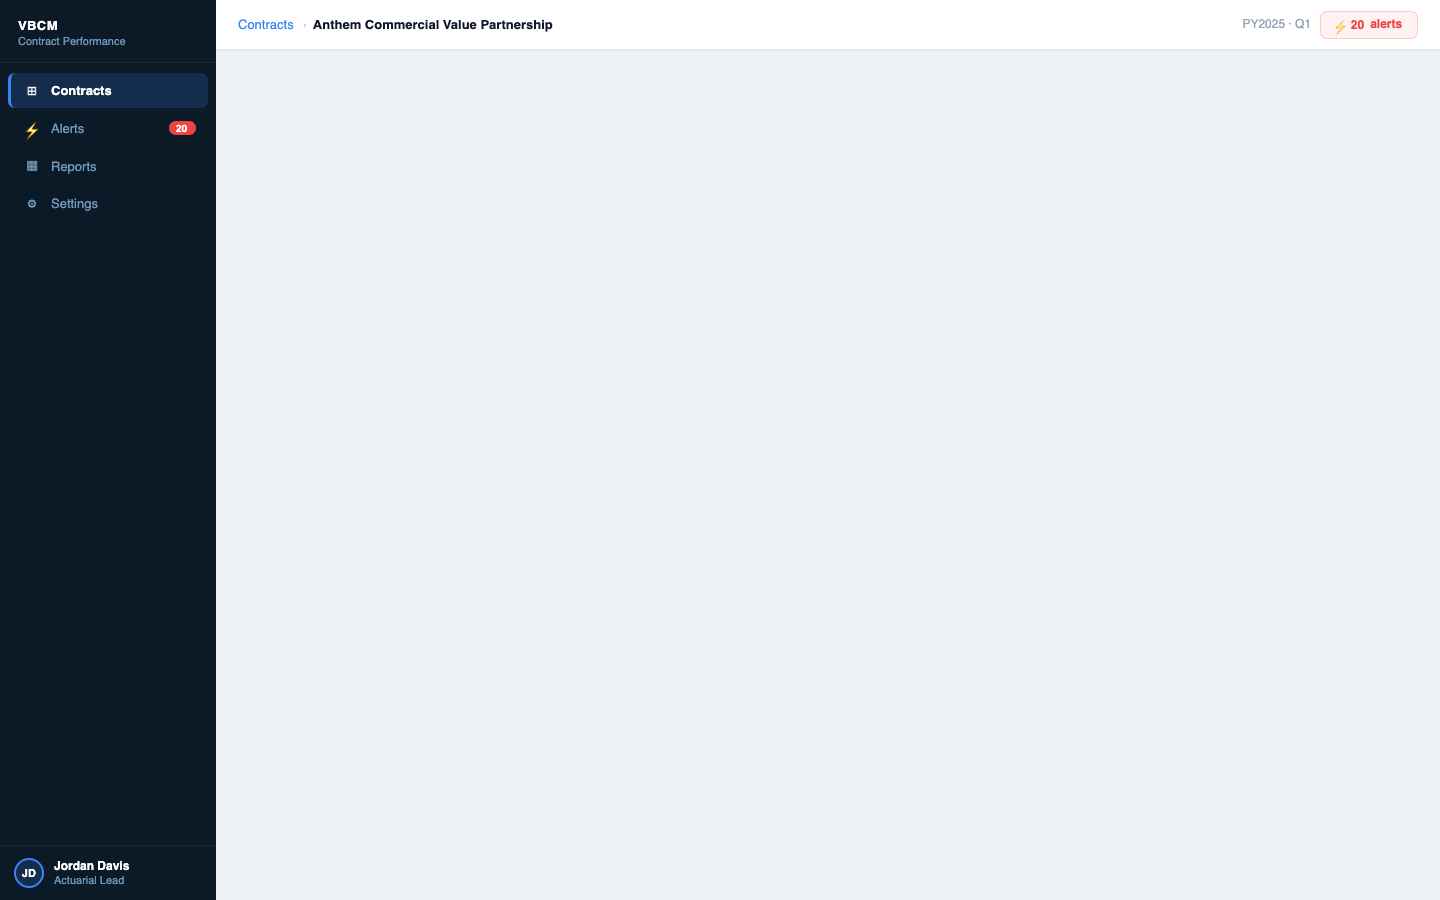 VBCM
Contract Performance
Contracts
Alerts 20
Reports
Settings
Jordan Davis
Actuarial Lead
JD
Contracts › Anthem Commercial Value Partnership
PY2025 · Q1
⚡ 20 alerts